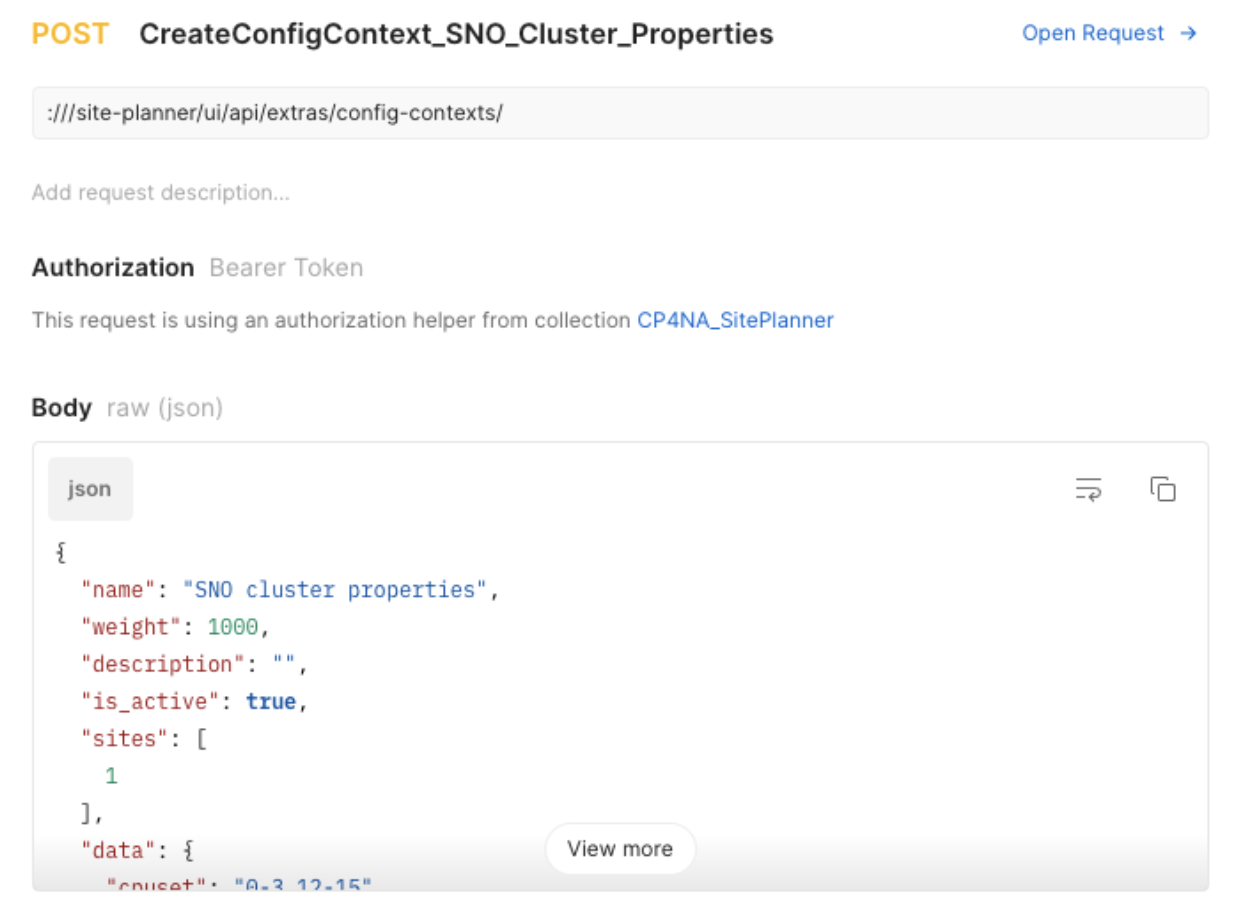 POST CreateConfigContext_SNO_Cluster_Properties Open Request →
:///site-planner/ui/api/extras/config-contexts/
Add request description...
Authorization Bearer Token
This request is using an authorization helper from collection CP4NA_SitePlanner
Body raw (json)
json
{
"name": "SNO cluster properties",
"weight": 1000,
"description": "",
"is_active": true,
"sites": [
1
],
"data": {
View more
"cpuset": "0-3,12-15"